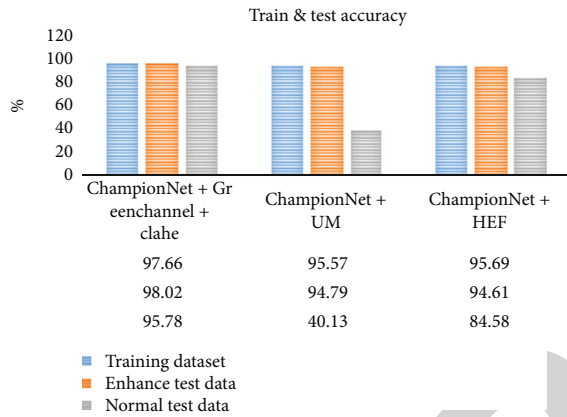 Train & test accuracy
120
100
80
60
40
20
0
%
ChampionNet + Gr
eenchannel +
clahe
ChampionNet +
UM
ChampionNet +
HEF
97.66 95.57 95.69
98.02 94.79 94.61
95.78 40.13 84.58
Training dataset
Enhance test data
Normal test data